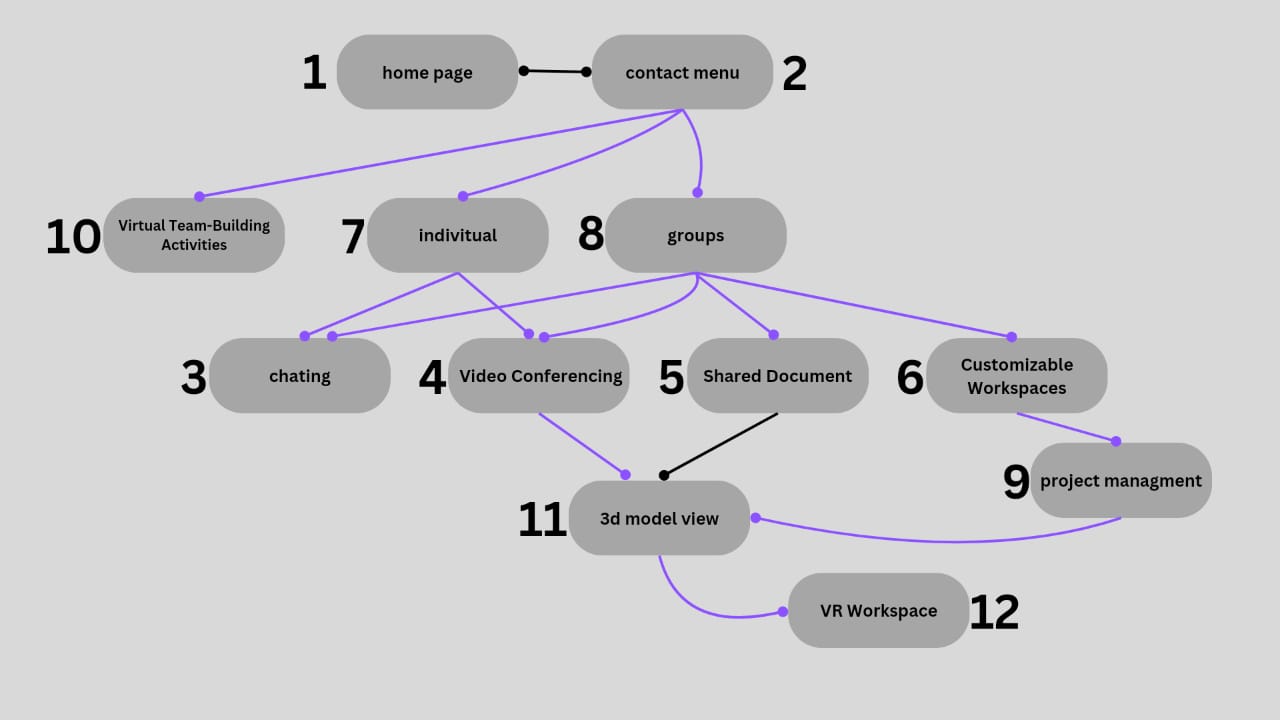 1
home page
contact menu
2
10
Virtual Team-Building
Activities
7
indivitual
8
groups
3
chating
4
Video Conferencing
5
Shared Document
6
Customizable
Workspaces
9
project managment
11
3d model view
VR Workspace
12